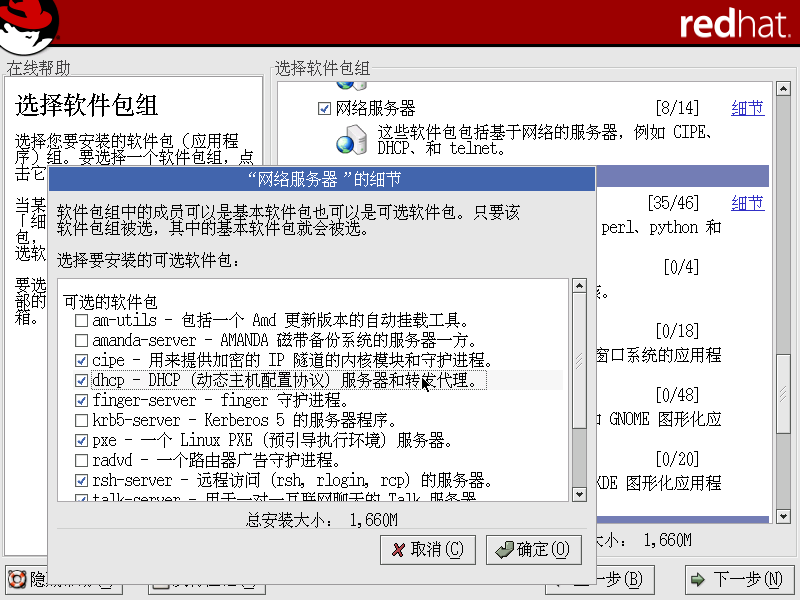 redhat.
在线帮助
选择软件包组
选择软件包组
选择您要安装的软件包（应用程
序）组。要选择一个软件包组，点
击它
当某
包，
选软
要选
部的
箱。
网络服务器 [8/14] 细节
这些软件包包括基于网络的服务器，例如 CIPE、
DHCP、和 telnet。
[35/46] 细节
perl、python 和
[0/4]
[0/18]
窗口系统的应用程
[0/48]
GNOME 图形化应
[0/20]
KDE 图形化应用程
“网络服务器 ”的细节
软件包组中的成员可以是基本软件包也可以是可选软件包。只要该
软件包组被选，其中的基本软件包就会被选。
选择要安装的可选软件包：
可选的软件包
am-utils - 包括一个 Amd 更新版本的自动挂载工具。
amanda-server - AMANDA 磁带备份系统的服务器一方。
cipe - 用来提供加密的 IP 隧道的内核模块和守护进程。
dhcp - DHCP (动态主机配置协议) 服务器和转发代理。
finger-server - finger 守护进程。
krb5-server - Kerberos 5 的服务器程序。
pxe - 一个 Linux PXE (预引导执行环境) 服务器。
radvd - 一个路由器广告守护进程。
rsh-server - 远程访问 (rsh, rlogin, rcp) 的服务器。
talk-server - 用于一对一互联网聊天的 Talk 服务器
总安装大小： 1,660M
取消(C)
确定(O)
大小： 1,660M
一步(B)
下一步(N)